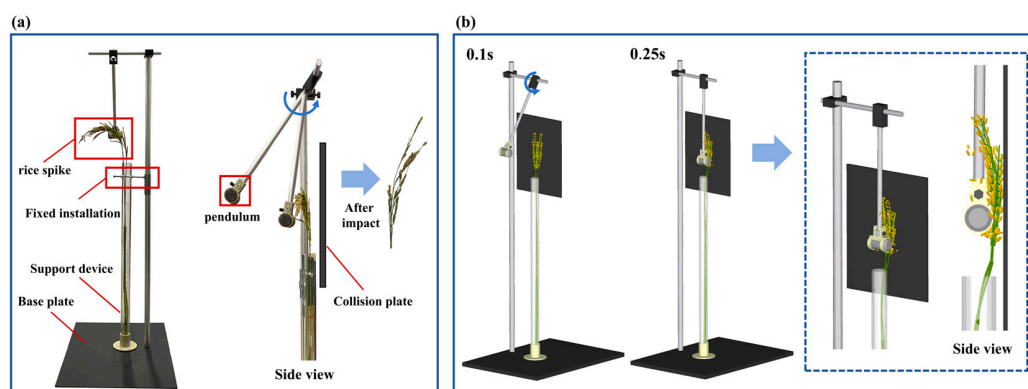 (a)
rice spike
Fixed installation
Support device
Base plate
pendulum
After
impact
Collision plate
Side view
(b)
0.1s
0.25s
Side view